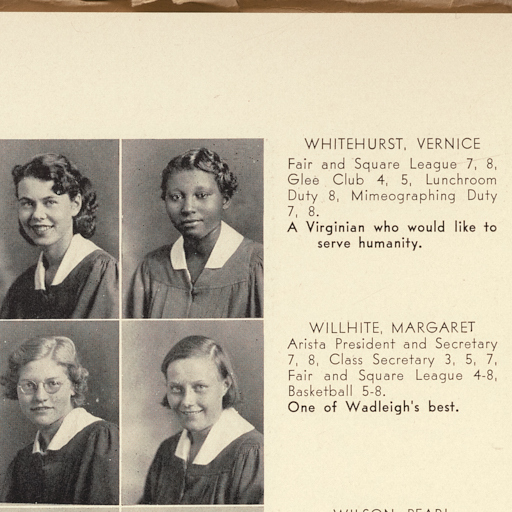 WHITEHURST, VERNICE
Fair and Square League 7, 8,
Glee Club 4, 5, Lunchroom
Duty 8, Mimeographing Duty
7, 8.
A Virginian who would like to
serve humanity.
WILLHITE, MARGARET
Arista President and Secretary
7, 8, Class Secretary 3, 5, 7,
Fair and Square League 4-8,
Basketball 5-8.
One of Wadleigh's best.
WILSON, PEARL